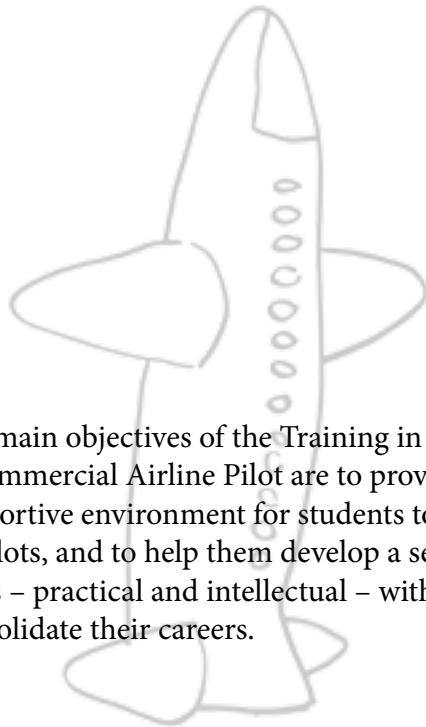 main objectives of the Training in
mmercial Airline Pilot are to prov
ortive environment for students to
lots, and to help them develop a se
s – practical and intellectual – with
olidate their careers.